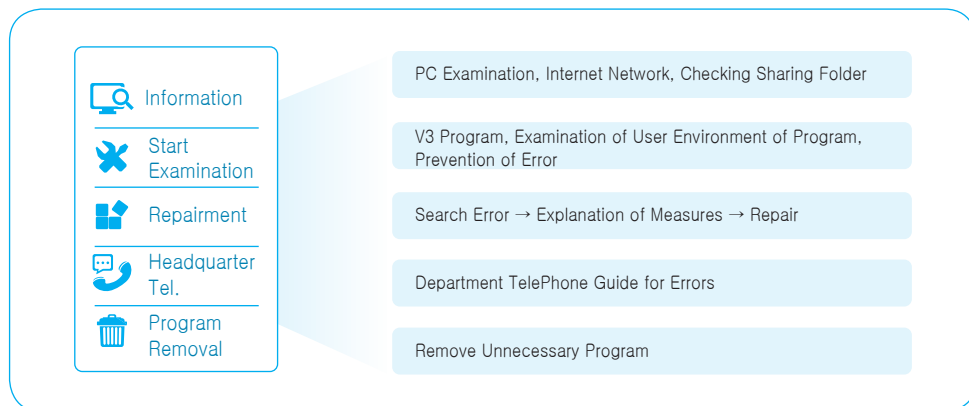 Information
Start
Examination
Repairment
Headquarter
Tel.
Program
Removal
PC Examination, Internet Network, Checking Sharing Folder
V3 Program, Examination of User Environment of Program,
Prevention of Error
Search Error → Explanation of Measures → Repair
Department TelePhone Guide for Errors
Remove Unnecessary Program